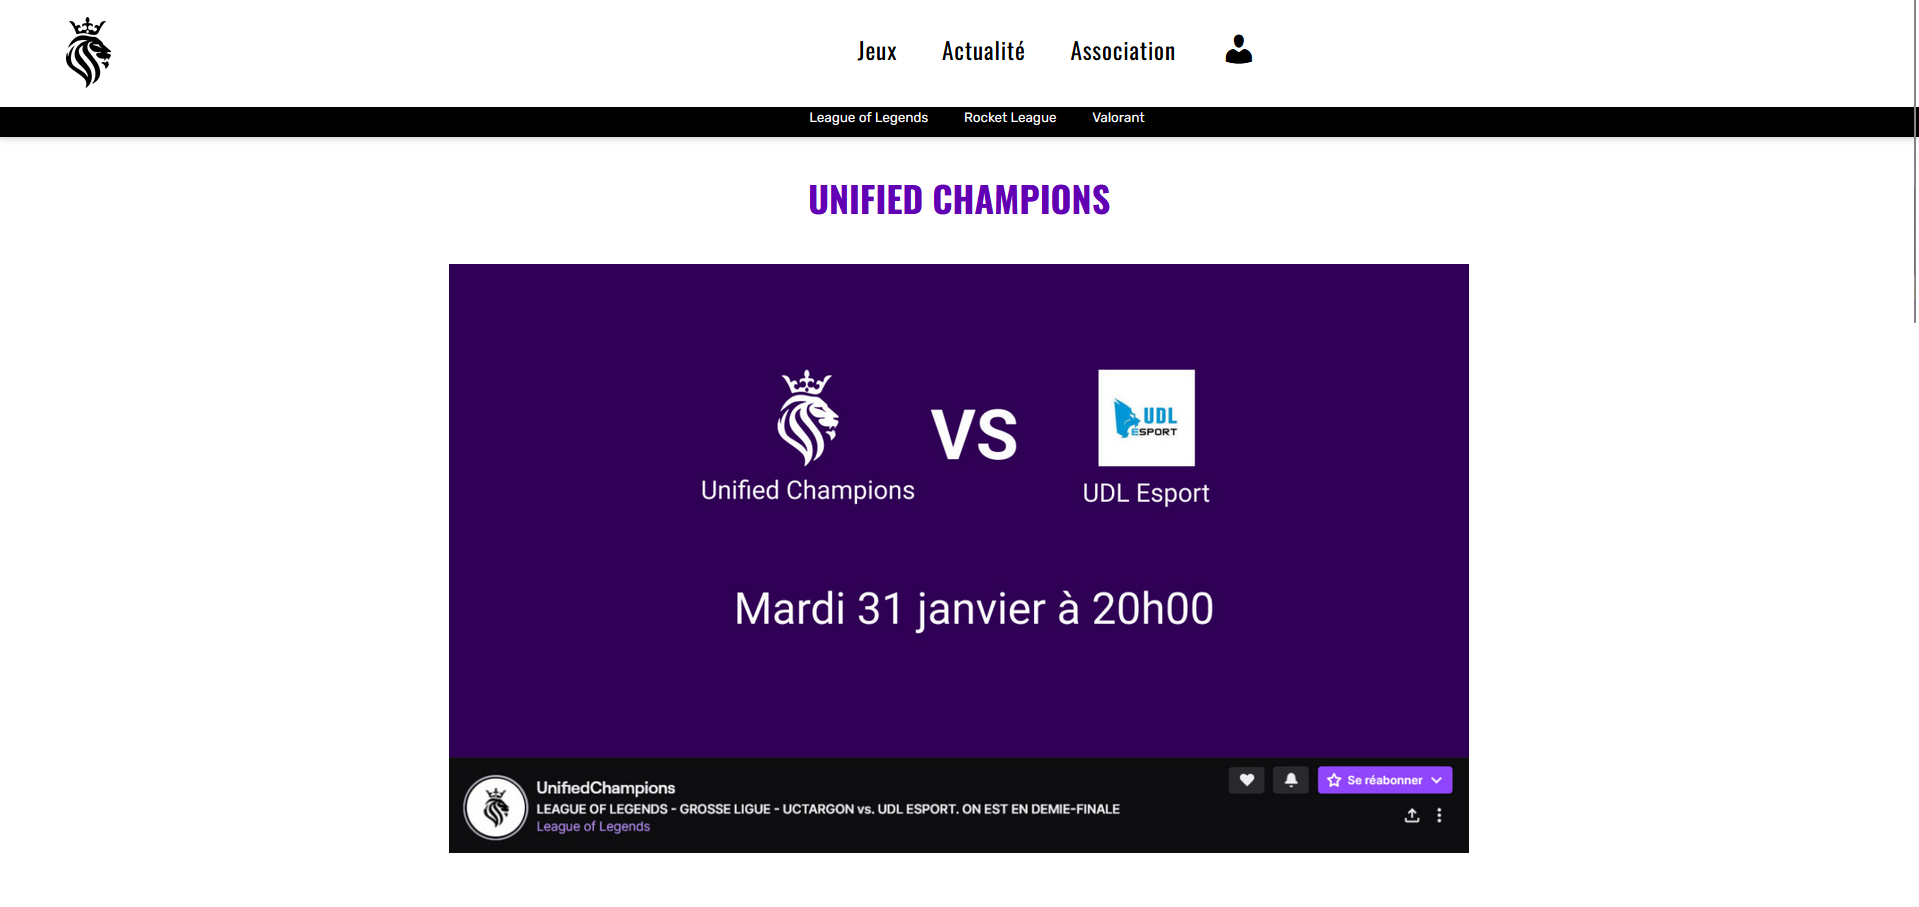 Jeux Actualité Association
League of Legends Rocket League Valorant
UNIFIED CHAMPIONS
VS
UDL
ESPORT
Unified Champions
UDL Esport
Mardi 31 janvier à 20h00
UnifiedChampions
Se réabonner
LEAGUE OF LEGENDS - GROSSE LIGUE - UCTARGON vs. UDL ESPORT. ON EST EN DEMIE-FINALE
League of Legends